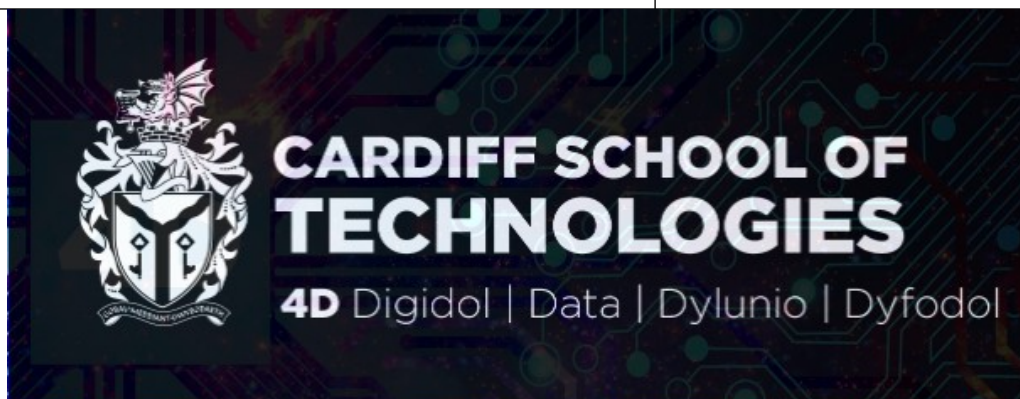 CARDIFF SCHOOL OF
TECHNOLOGIES
4D Digidol | Data | Dylunio | Dyfodol